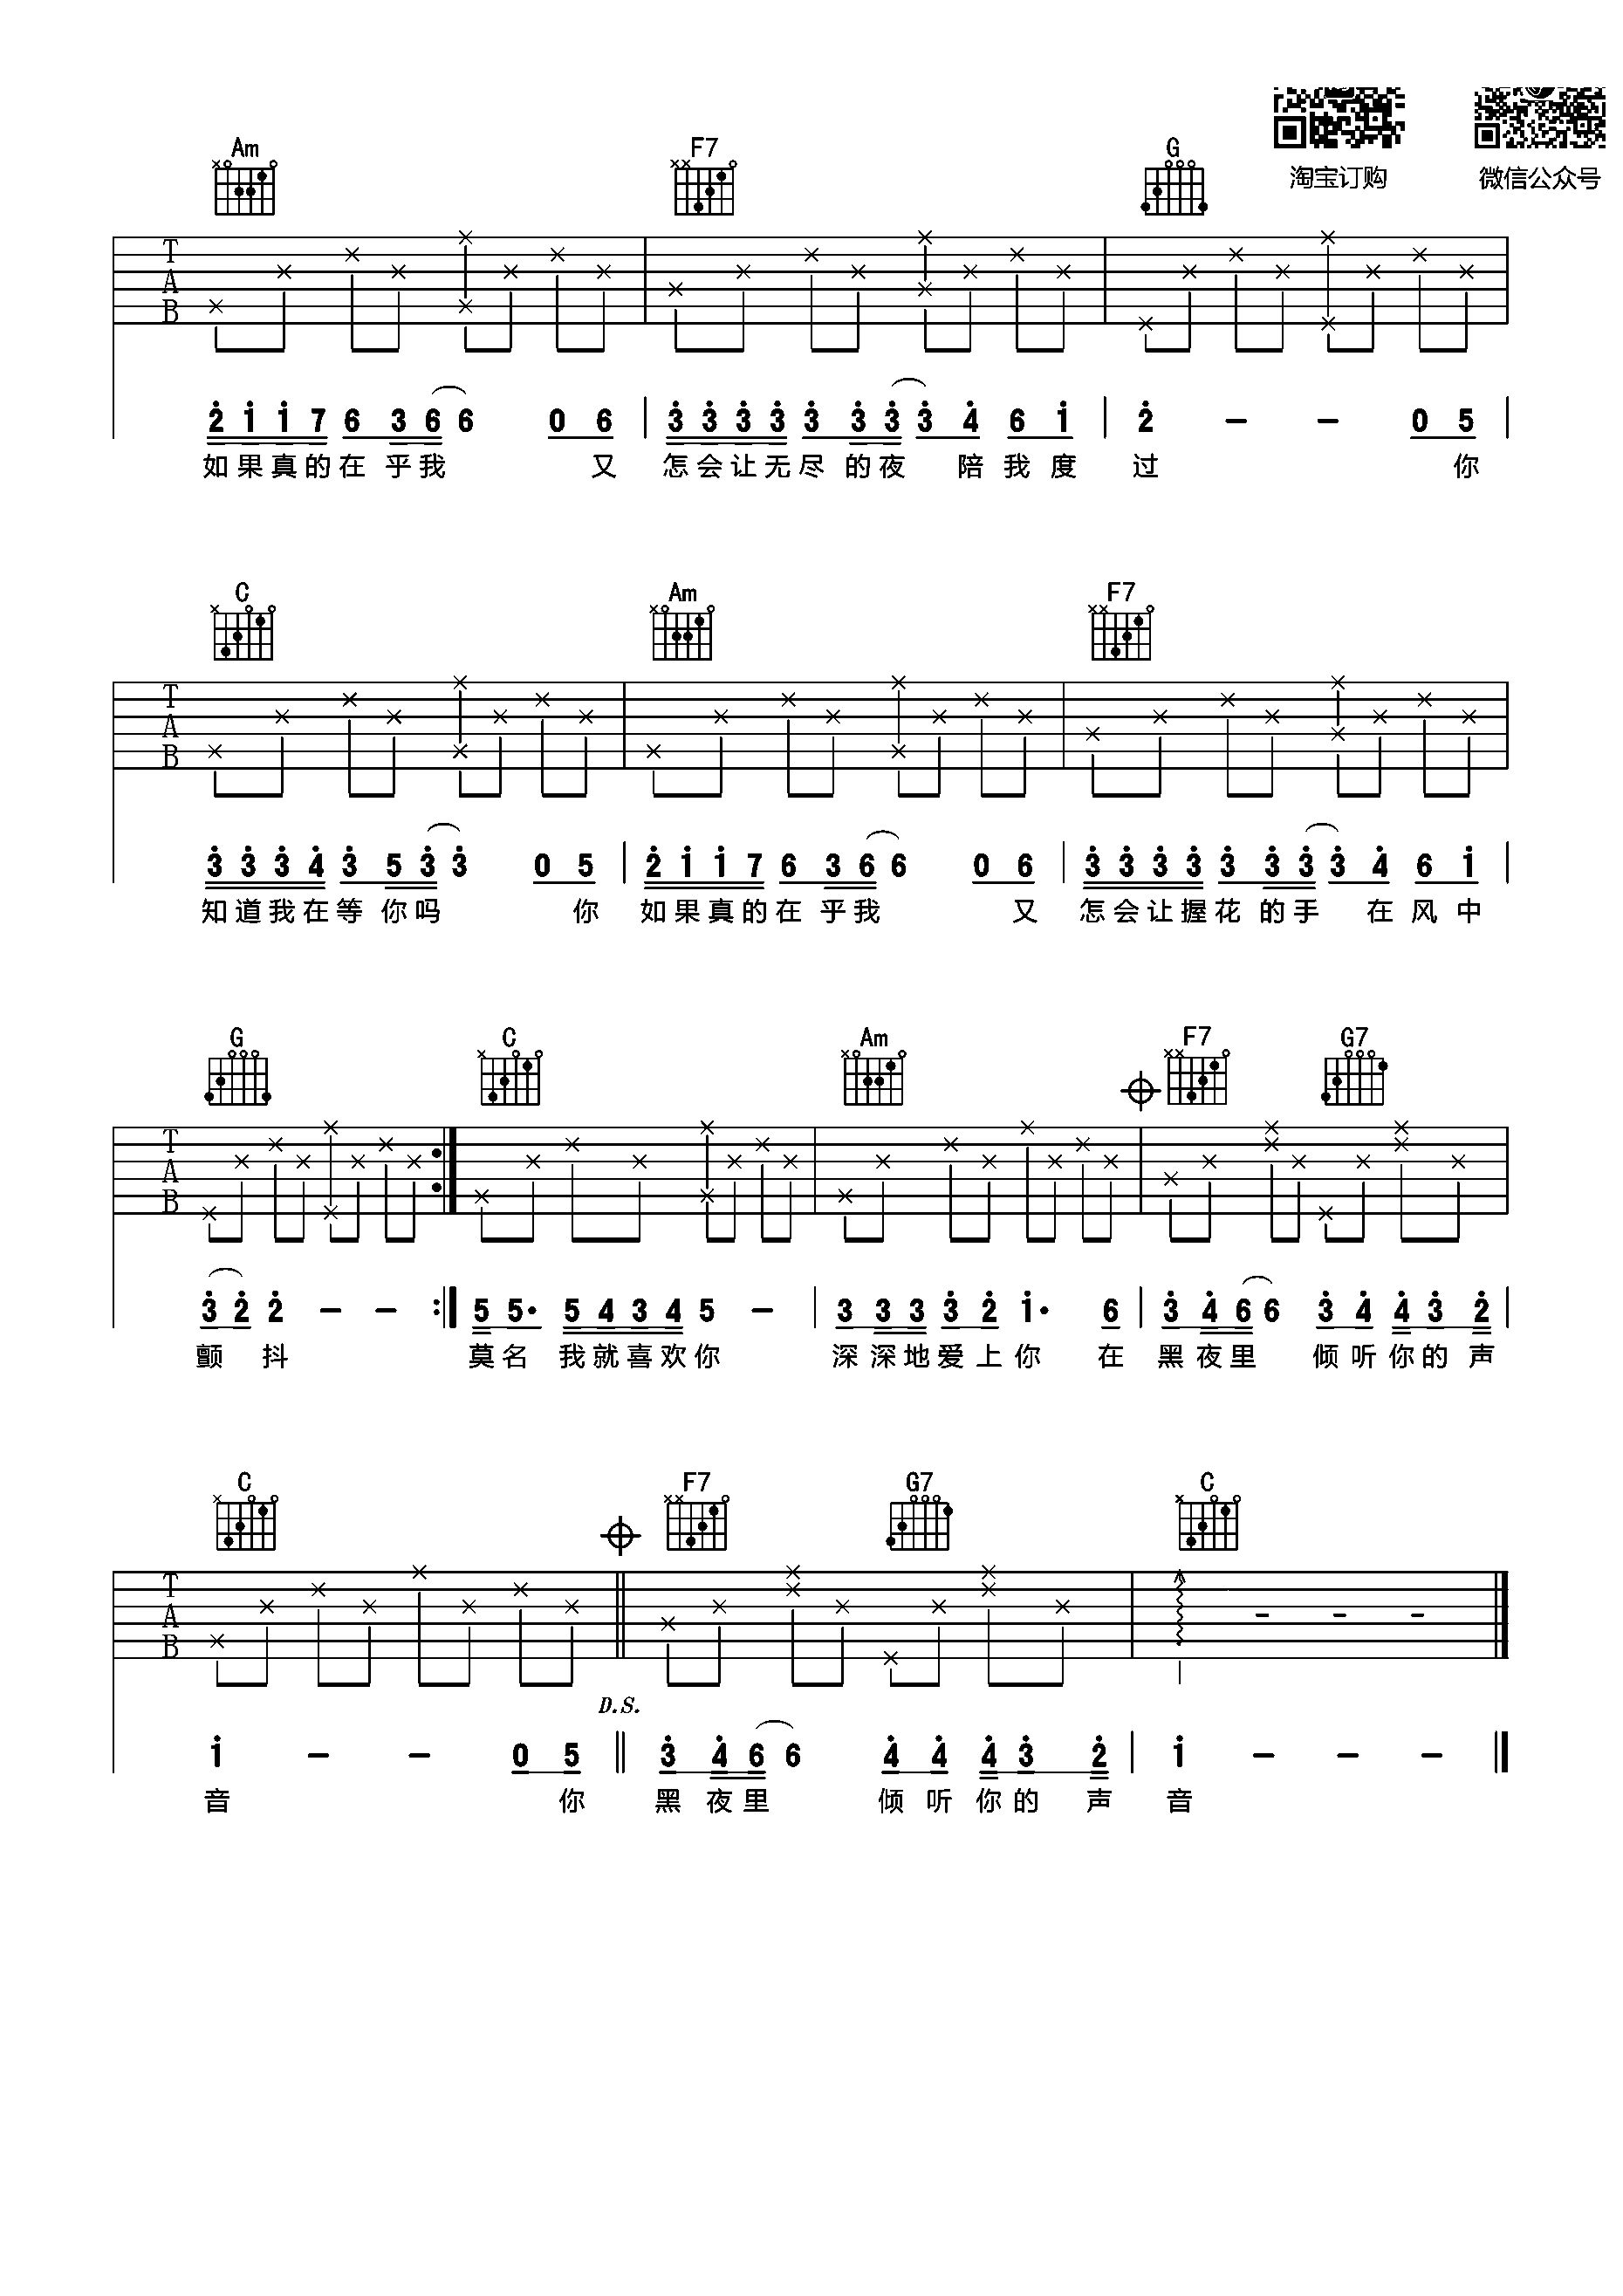 淘宝订购 微信公众号
Am F7 G
T A B
2 1 1 7 6 3 6 6 0 6 | 3 3 3 3 3 3 3 3 4 6 1 | 2 - - 0 5 |
如果真的在乎我 又 怎会让无尽的夜 陪我度 过 你
C Am F7
T A B
3 3 3 4 3 5 3 3 0 5 | 2 1 1 7 6 3 6 6 0 6 | 3 3 3 3 3 3 3 3 4 6 1 |
知道我在等你吗 你 如果真的在乎我 又 怎会让握花的手 在风中
G C Am F7 G7
T A B
3 2 2 - - :| 5 5· 5 4 3 4 5 - | 3 3 3 3 2 1· 6 | 3 4 6 6 3 4 4 3 2 |
颤 抖 莫名 我就喜欢你 深深地爱上你 在 黑夜里 倾听你的声
C F7 G7 C
T A B
D.S.
1 - - 0 5 || 3 4 6 6 4 4 4 3 2 | 1 - - - |
音 你 黑夜里 倾听你的声 音